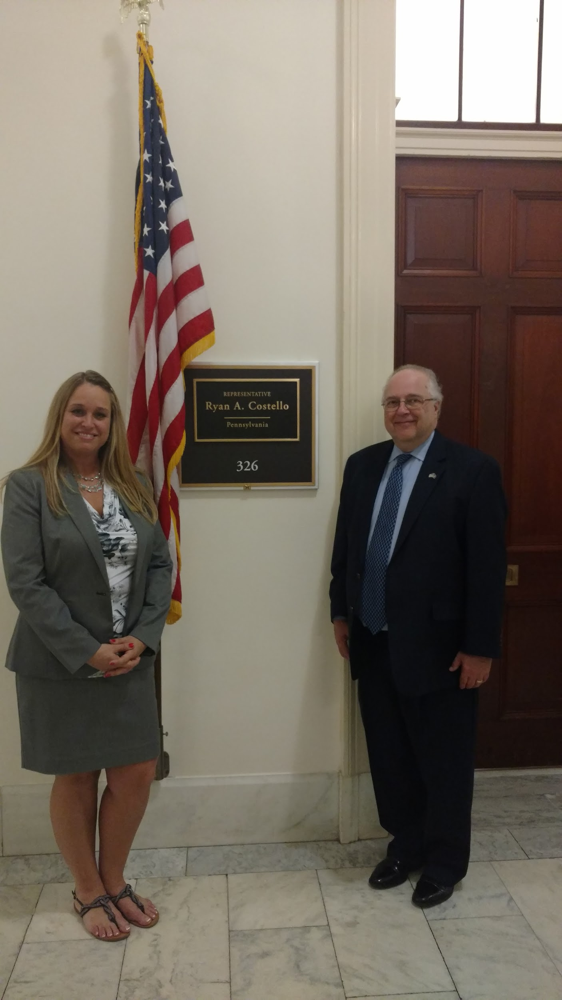 REPRESENTATIVE
Ryan A. Costello
Pennsylvania
326